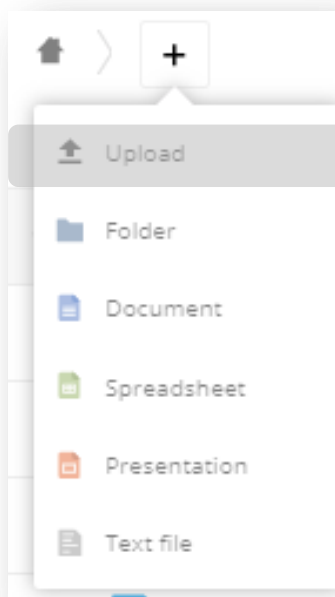 Upload
Folder
Document
Spreadsheet
Presentation
Text file